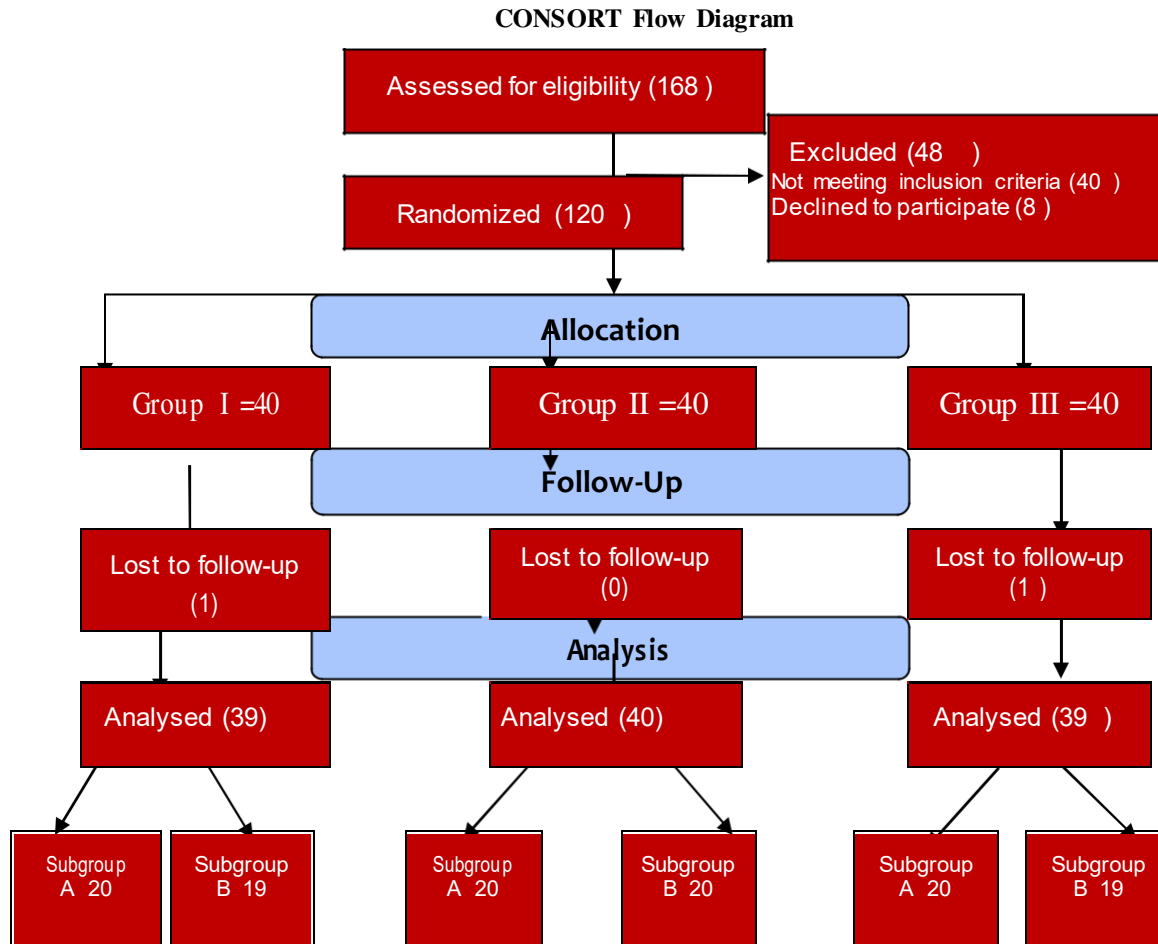 CONSORT Flow Diagram
Assessed for eligibility (168 )
Excluded (48 )
Not meeting inclusion criteria (40 )
Declined to participate (8 )
Randomized (120 )
Allocation
Group I =40
Group II =40
Group III =40
Follow-Up
Lost to follow-up
(1)
Lost to follow-up
(0)
Lost to follow-up
(1 )
Analysis
Analysed (39)
Analysed (40)
Analysed (39 )
Subgroup
A 20
Subgroup
B 19
Subgroup
A 20
Subgroup
B 20
Subgroup
A 20
Subgroup
B 19